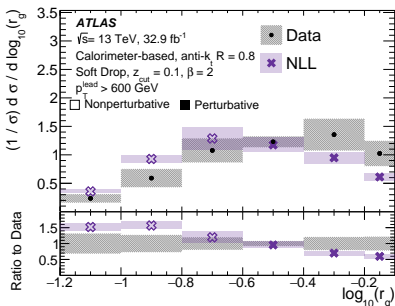 ATLAS
√s= 13 TeV, 32.9 fb⁻¹
Calorimeter-based, anti-kₜ R = 0.8
Soft Drop, z_cut = 0.1, β = 2
p_T^lead > 600 GeV
Nonperturbative Perturbative
Data
NLL
(1/σ) d σ / d log₁₀(r_g)
3.5
3
2.5
2
1.5
1
0.5
Ratio to Data
1.5
1
0.5
−1.2 −1 −0.8 −0.6 −0.4 −0.2
log₁₀(r_g)